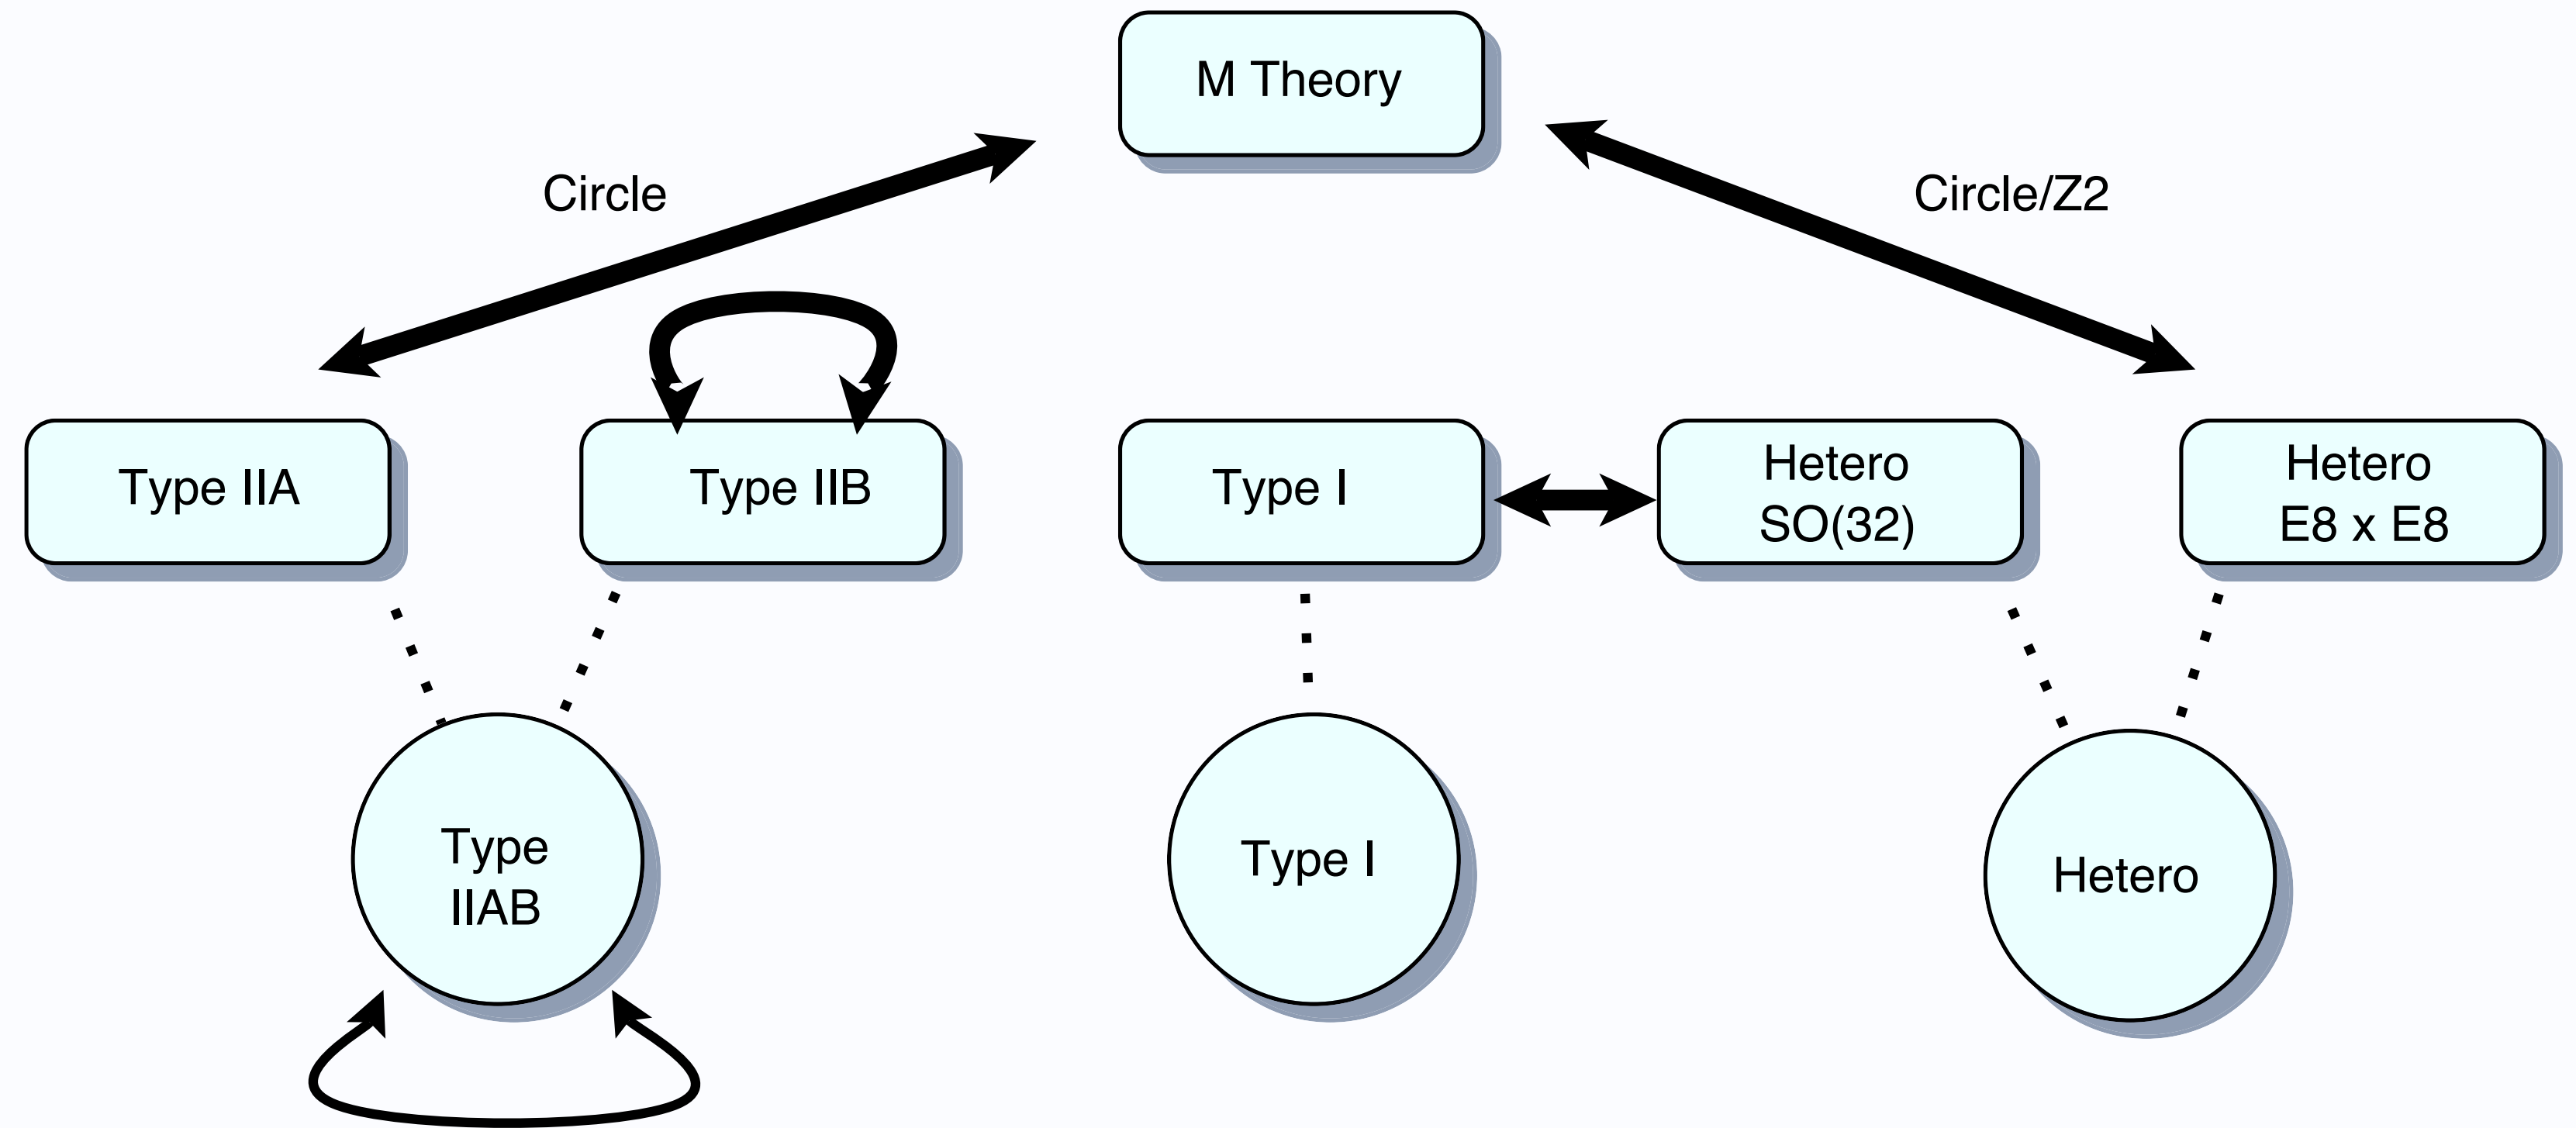 M Theory
Circle
Circle/Z2
Type IIA
Type IIB
Type I
Hetero
SO(32)
Hetero
E8 x E8
Type
IIAB
Type I
Hetero